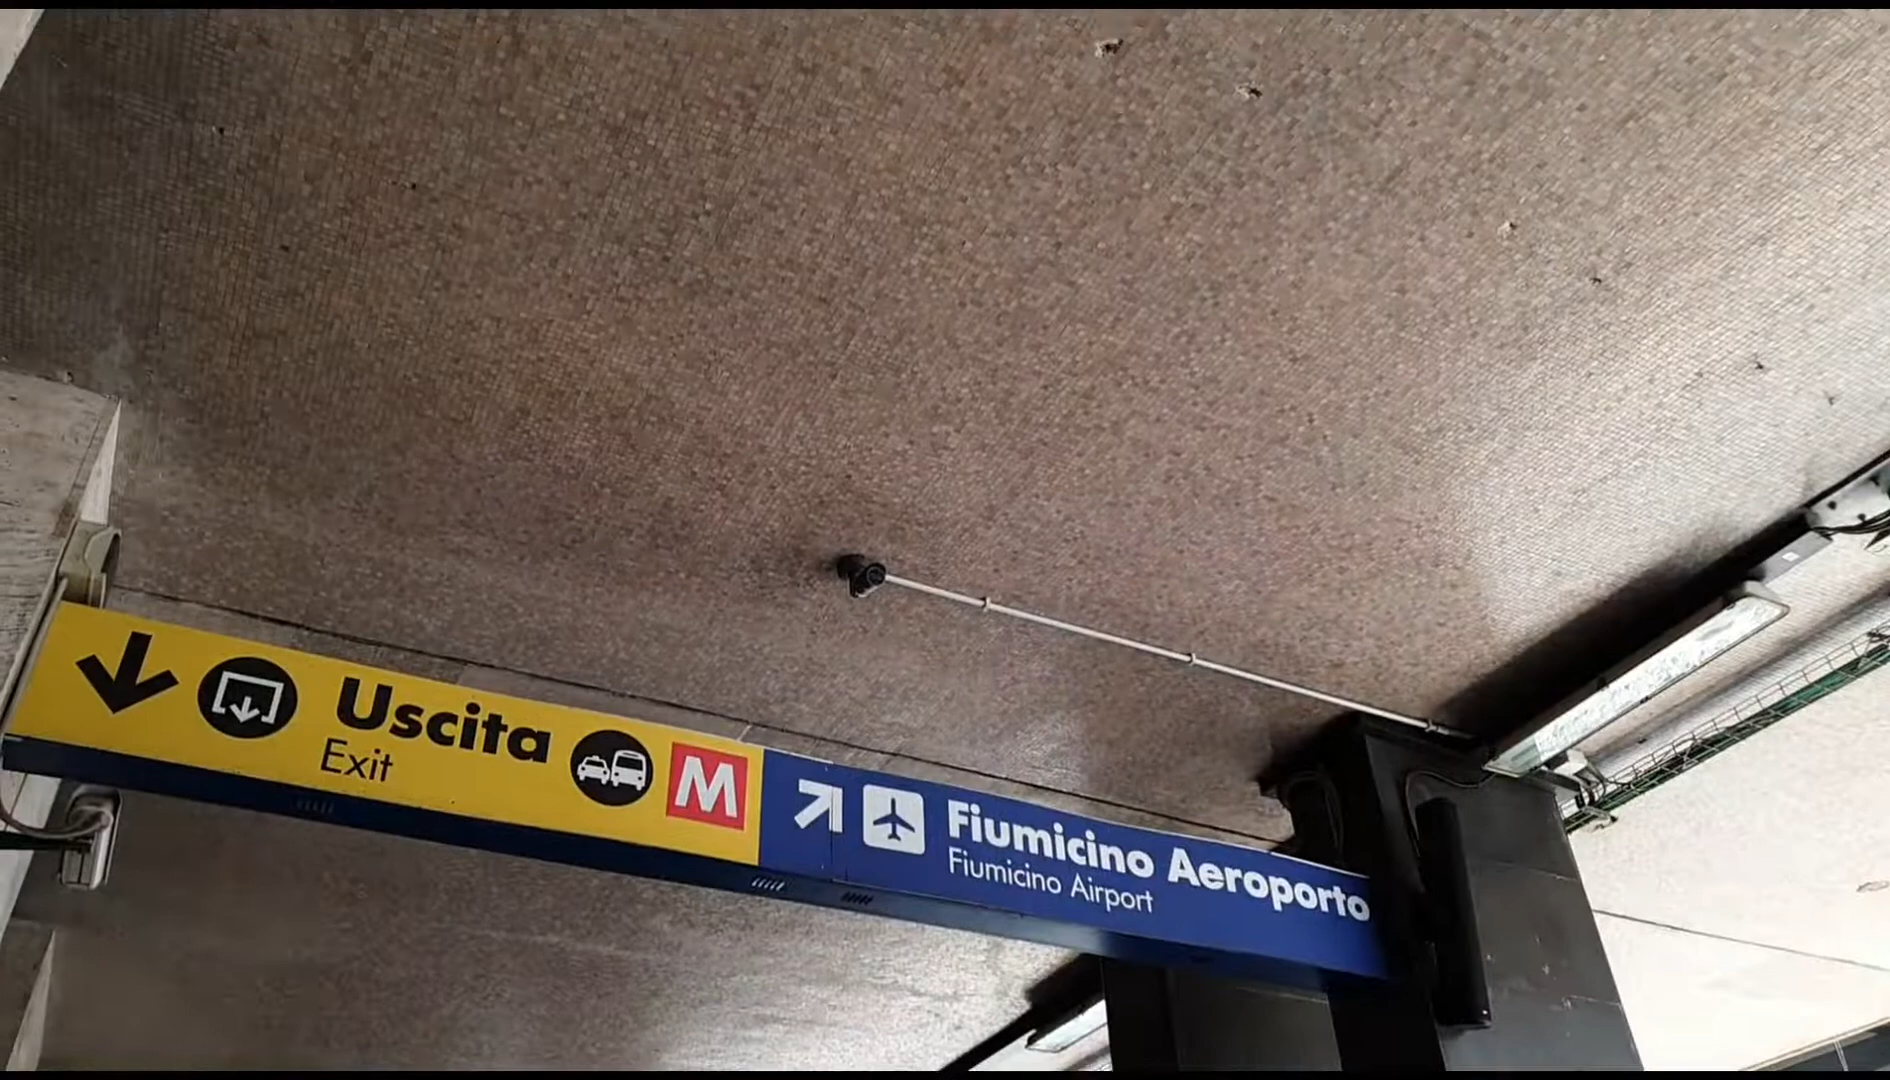 Uscita
Exit
M
Fiumicino Aeroporto
Fiumicino Airport